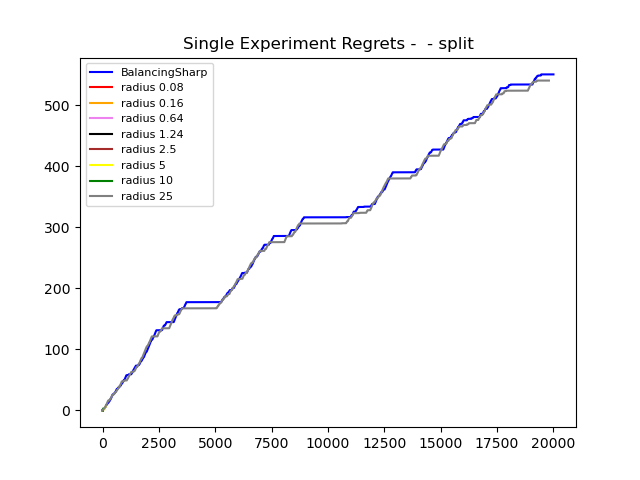 Single Experiment Regrets -  - split
BalancingSharp
radius 0.08
radius 0.16
radius 0.64
radius 1.24
radius 2.5
radius 5
radius 10
radius 25
500
400
300
200
100
0
0 2500 5000 7500 10000 12500 15000 17500 20000